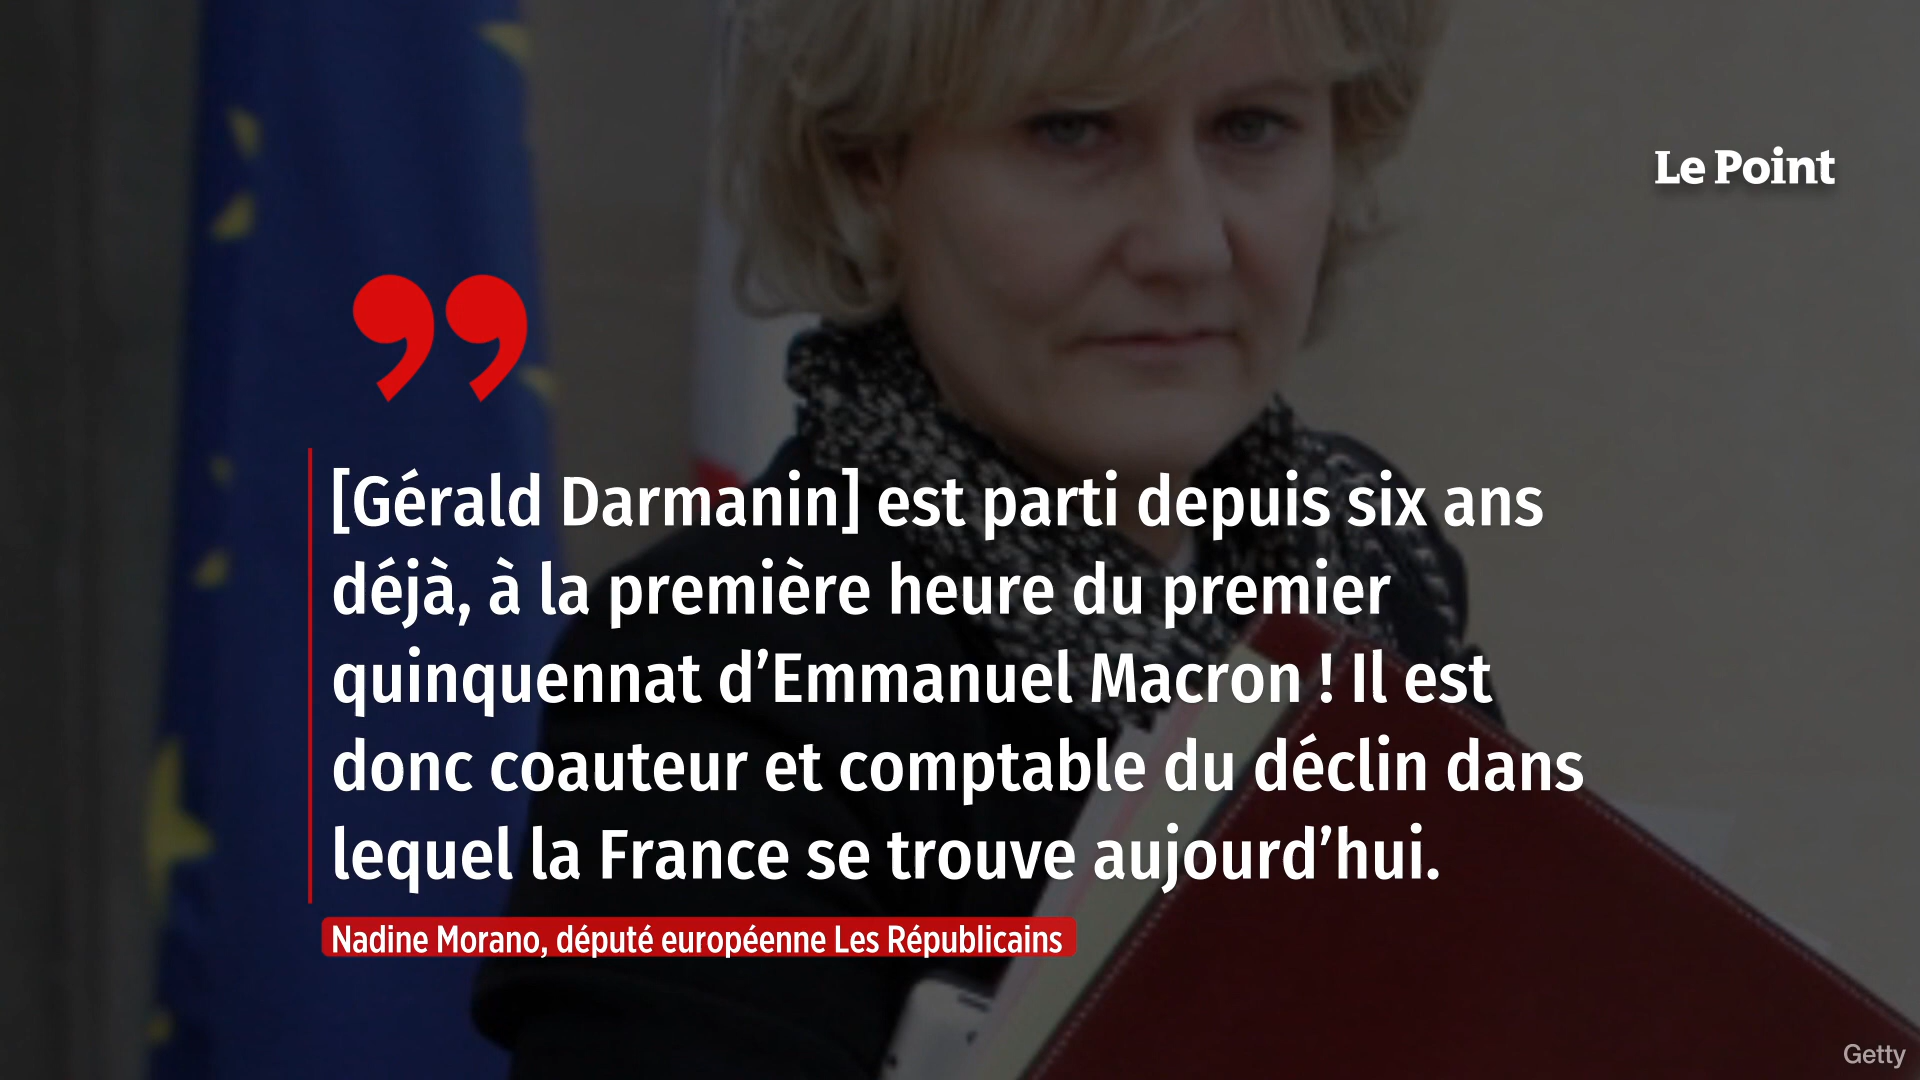 Le Point
”
[Gérald Darmanin] est parti depuis six ans
déjà, à la première heure du premier
quinquennat d’Emmanuel Macron ! Il est
donc coauteur et comptable du déclin dans
lequel la France se trouve aujourd’hui.
Nadine Morano, député européenne Les Républicains
Getty